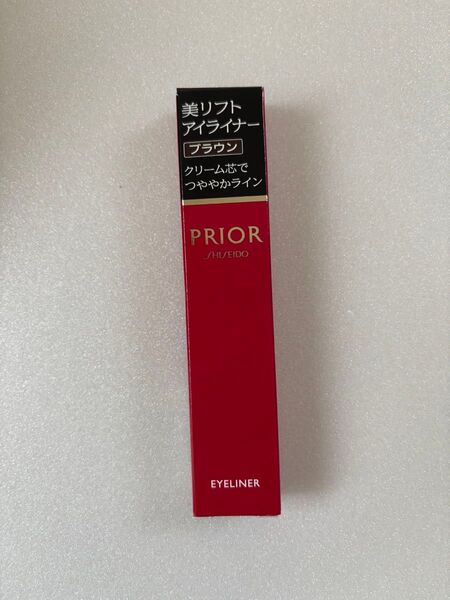 美リフト
アイライナー
ブラウン
クリーム芯で
つややかライン
PRIOR
SHISEIDO
EYELINER